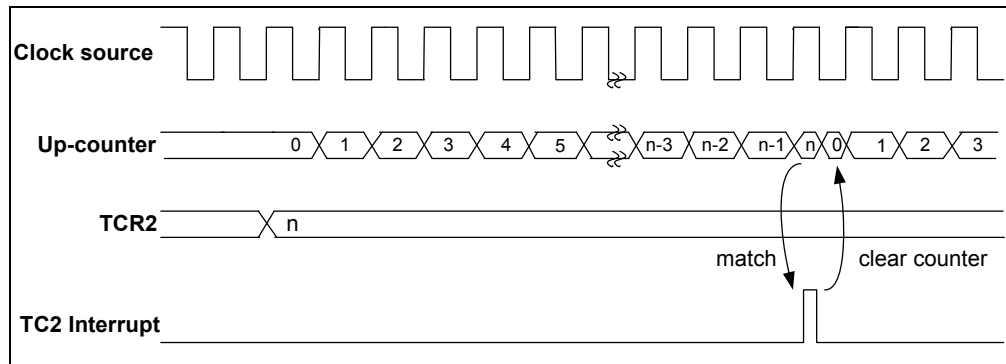 Clock source
Up-counter 0 1 2 3 4 5 n-3 n-2 n-1 n 0 1 2 3
TCR2 n
match clear counter
TC2 Interrupt